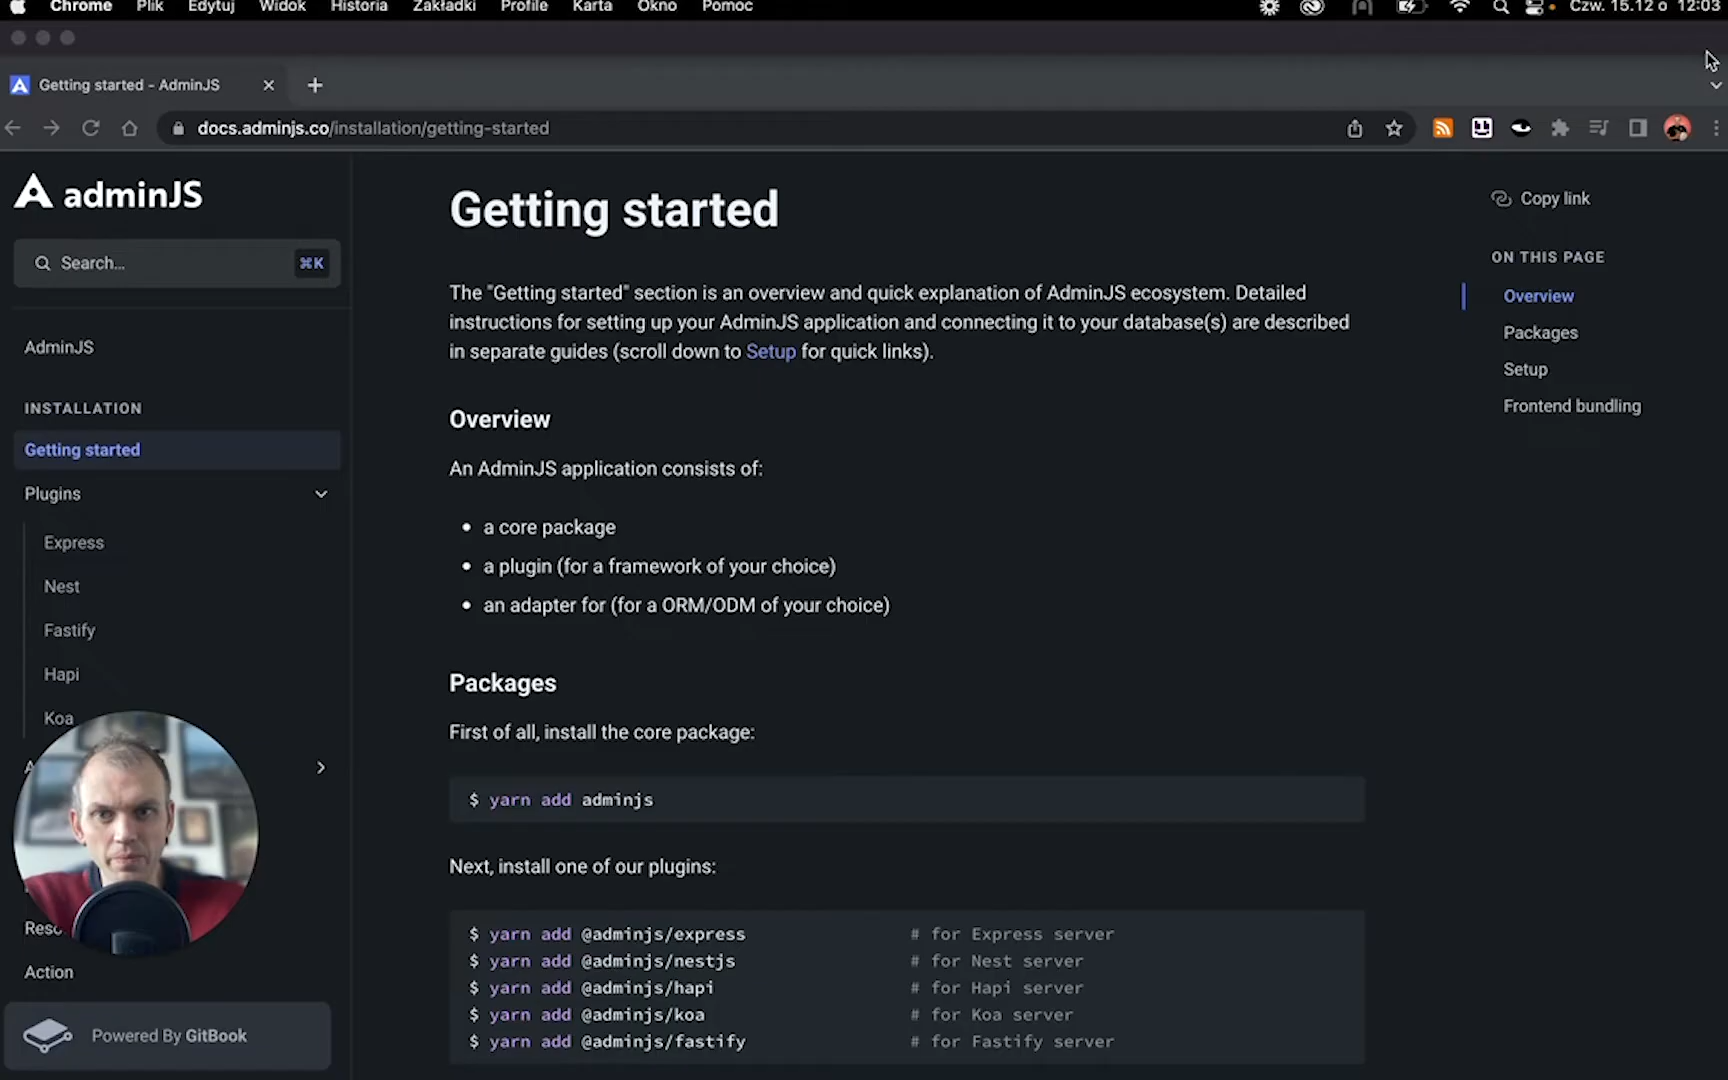 Chrome Plik Edytuj Widok Historia Zakładki Profile Karta Okno Pomoc Czw. 15.12 o 12:03
Getting started - AdminJS
docs.adminjs.co/installation/getting-started
adminJS
Search... ⌘K
AdminJS
INSTALLATION
Getting started
Plugins
Express
Nest
Fastify
Hapi
Koa
Action
Powered By GitBook
Getting started
The "Getting started" section is an overview and quick explanation of AdminJS ecosystem. Detailed
instructions for setting up your AdminJS application and connecting it to your database(s) are described
in separate guides (scroll down to Setup for quick links).
Overview
An AdminJS application consists of:
• a core package
• a plugin (for a framework of your choice)
• an adapter for (for a ORM/ODM of your choice)
Packages
First of all, install the core package:
$ yarn add adminjs
Next, install one of our plugins:
$ yarn add @adminjs/express # for Express server
$ yarn add @adminjs/nestjs # for Nest server
$ yarn add @adminjs/hapi # for Hapi server
$ yarn add @adminjs/koa # for Koa server
$ yarn add @adminjs/fastify # for Fastify server
Copy link
ON THIS PAGE
Overview
Packages
Setup
Frontend bundling